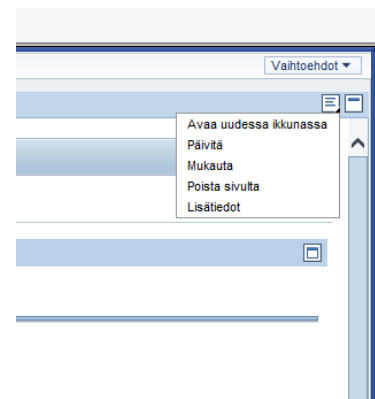 Vaihtoehdot
Avaa uudessa ikkunassa
Päivitä
Mukauta
Poista sivulta
Lisätiedot